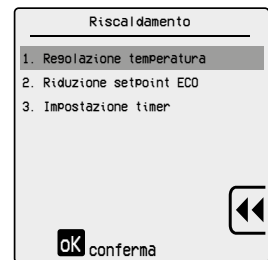 Riscaldamento
1. Regolazione temperatura
2. Riduzione setpoint ECO
3. Impostazione timer
OK conferma